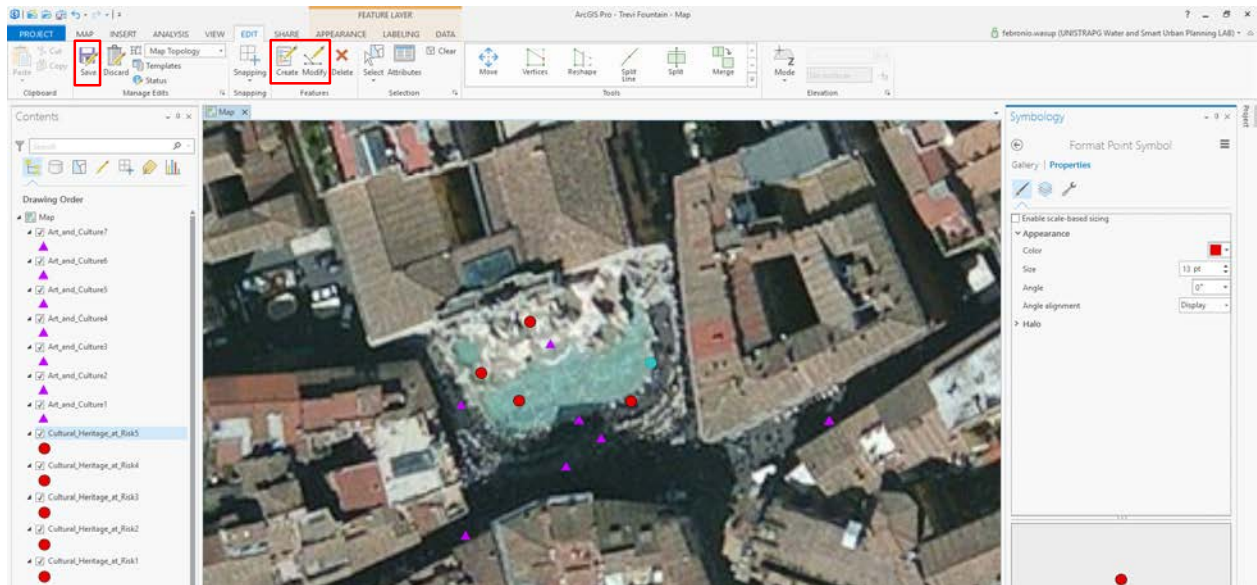 FEATURE LAYER
ArcGIS Pro - Trevi Fountain - Map
PROJECT MAP INSERT ANALYSIS VIEW EDIT SHARE APPEARANCE LABELING DATA
febronio.wasup (UNISTRAPG Water and Smart Urban Planning LAB)
Paste
Cut
Copy
Clipboard
Save
Discard
Map Topology
Templates
Status
Manage Edits
Snapping
Snapping
Create
Modify
Delete
Features
Select
Attributes
Clear
Selection
Move
Vertices
Reshape
Split Line
Split
Merge
Tools
Mode
Elevation
Contents
Search
Drawing Order
Map
Art_and_Culture7
Art_and_Culture6
Art_and_Culture5
Art_and_Culture4
Art_and_Culture3
Art_and_Culture2
Art_and_Culture1
Cultural_Heritage_at_Risk5
Cultural_Heritage_at_Risk4
Cultural_Heritage_at_Risk3
Cultural_Heritage_at_Risk2
Cultural_Heritage_at_Risk1
Map
Symbology
Format Point Symbol
Gallery | Properties
Enable scale-based sizing
Appearance
Color
Size 13 pt
Angle 0°
Angle alignment Display
Halo
Project